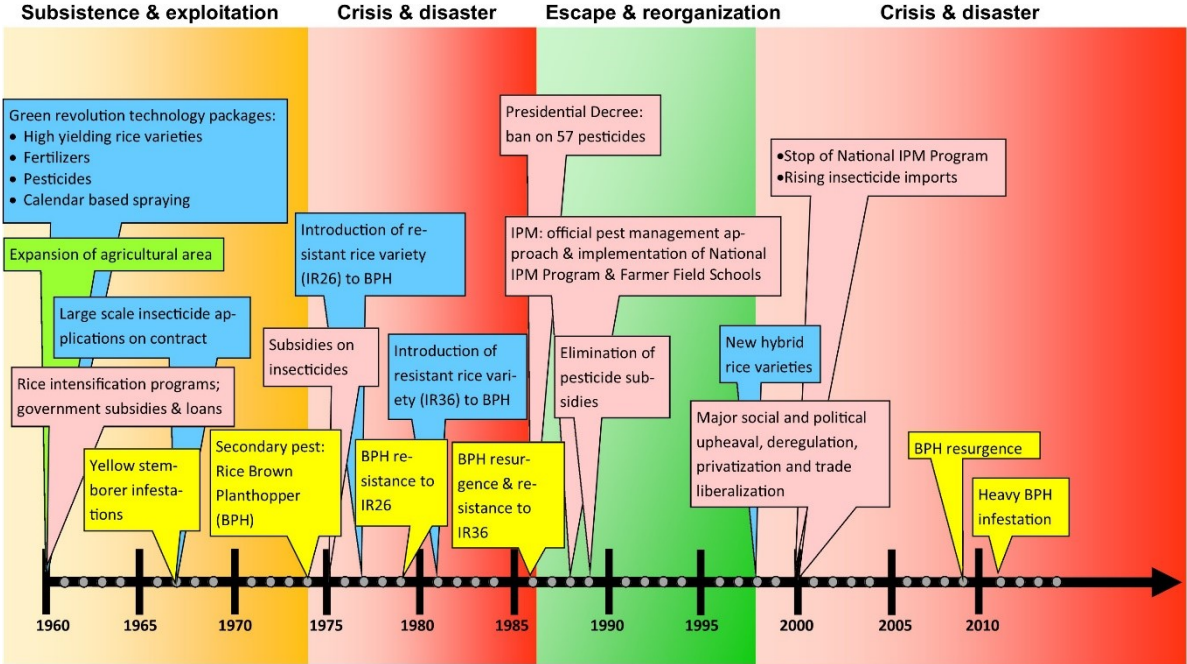 Subsistence & exploitation
Crisis & disaster
Escape & reorganization
Crisis & disaster
Green revolution technology packages:
• High yielding rice varieties
• Fertilizers
• Pesticides
• Calendar based spraying
Expansion of agricultural area
Large scale insecticide ap-
plications on contract
Rice intensification programs;
government subsidies & loans
Yellow stem-
borer infesta-
tions
Secondary pest:
Rice Brown
Planthopper
(BPH)
Introduction of re-
sistant rice variety
(IR26) to BPH
Subsidies on
insecticides
Introduction of
resistant rice vari-
ety (IR36) to BPH
BPH re-
sistance to
IR26
BPH resur-
gence & re-
sistance to
IR36
Presidential Decree:
ban on 57 pesticides
IPM: official pest management ap-
proach & implementation of National
IPM Program & Farmer Field Schools
Elimination of
pesticide sub-
sidies
New hybrid
rice varieties
•Stop of National IPM Program
•Rising insecticide imports
Major social and political
upheaval, deregulation,
privatization and trade
liberalization
BPH resurgence
Heavy BPH
infestation
1960
1965
1970
1975
1980
1985
1990
1995
2000
2005
2010